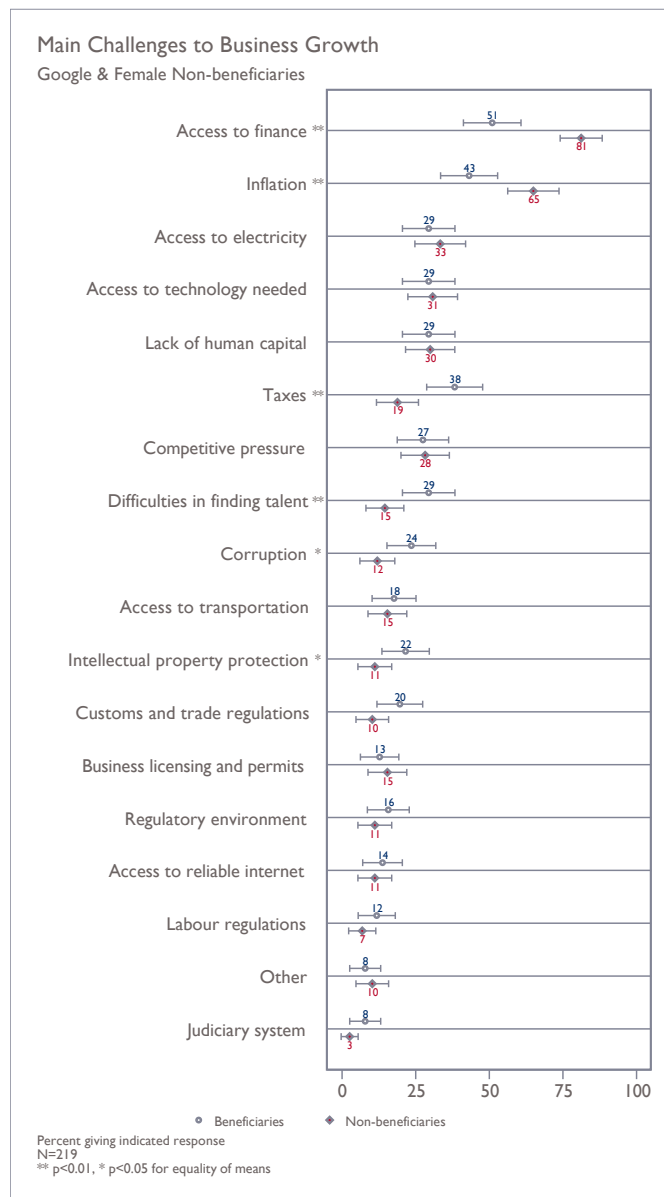 Main Challenges to Business Growth
Google & Female Non-beneficiaries
51
Access to finance **
81
43
Inflation **
65
29
Access to electricity
33
29
Access to technology needed
31
29
Lack of human capital
30
38
Taxes **
19
27
Competitive pressure
28
29
Difficulties in finding talent **
15
24
Corruption *
12
18
Access to transportation
15
22
Intellectual property protection *
11
20
Customs and trade regulations
10
13
Business licensing and permits
15
16
Regulatory environment
11
14
Access to reliable internet
11
12
Labour regulations
7
8
Other
10
8
Judiciary system
3
0 25 50 75 100
Beneficiaries Non-beneficiaries
Percent giving indicated response
N=219
** p<0.01, * p<0.05 for equality of means